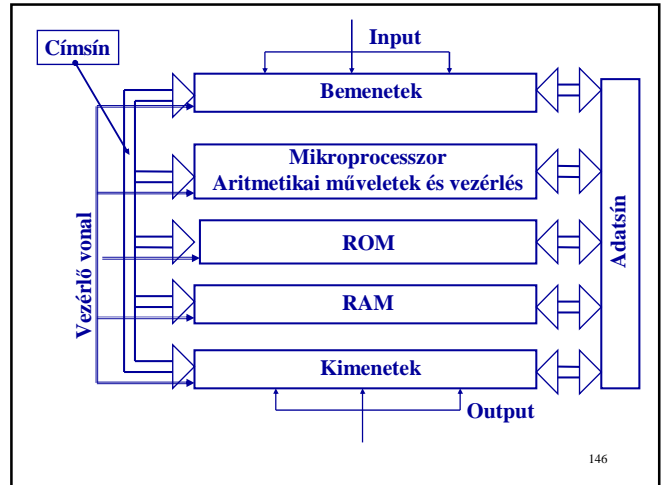 Input
Címsín
Bemenetek
Mikroprocesszor
Aritmetikai műveletek és vezérlés
ROM
RAM
Kimenetek
Output
Vezérlő vonal
Adatsín
146